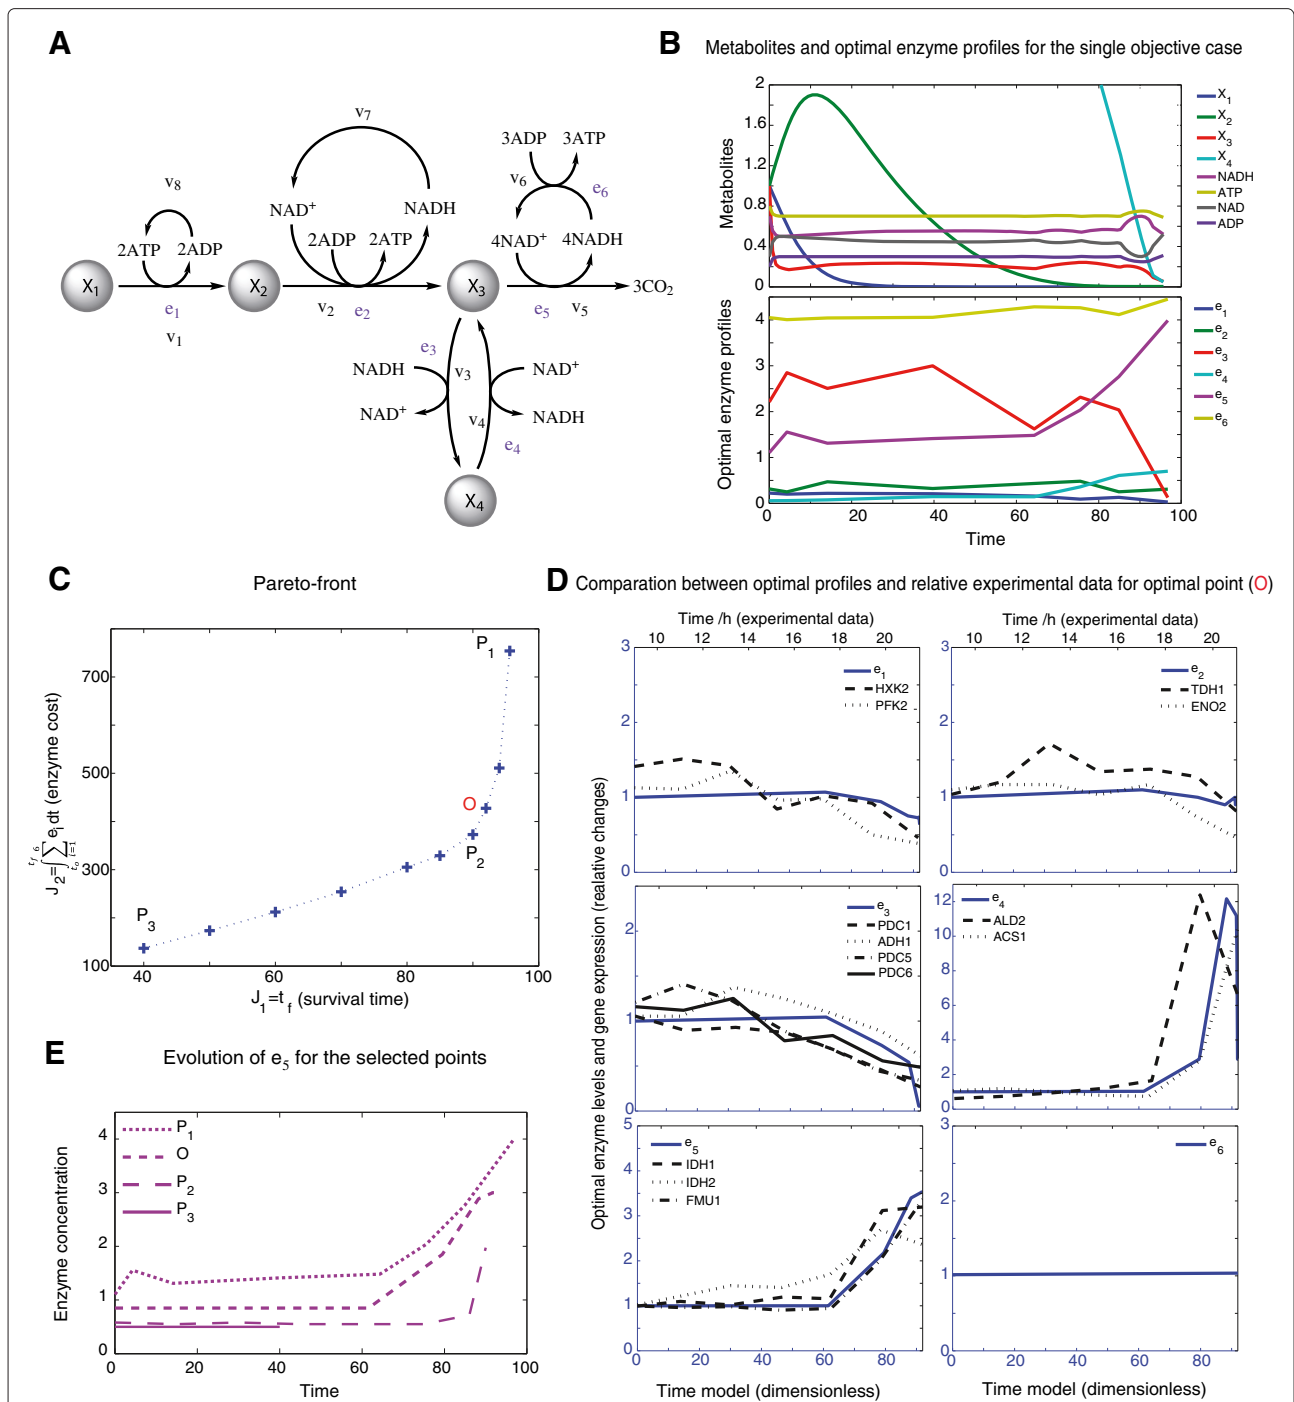 A
v7
v8
NAD+
NADH
2ATP
2ADP
2ADP
2ATP
3ADP
3ATP
v6
e6
4NAD+
4NADH
X1
X2
X3
3CO2
e1
v1
v2
e2
e5
v5
e3
v3
NADH
NAD+
NAD+
NADH
v4
e4
X4
B
Metabolites and optimal enzyme profiles for the single objective case
Metabolites
2
1.6
1.2
0.8
0.4
0
X1
X2
X3
X4
NADH
ATP
NAD
ADP
Optimal enzyme profiles
4
3
2
1
0
e1
e2
e3
e4
e5
e6
0 20 40 60 80 100
Time
C
Pareto-front
J2=∫totf ∑i=16 ei dt (enzyme cost)
700
500
300
100
P1
O
P2
P3
40 60 80 100
J1=tf (survival time)
D
Comparation between optimal profiles and relative experimental data for optimal point (O)
Time /h (experimental data)
10 12 14 16 18 20
Time /h (experimental data)
10 12 14 16 18 20
Optimal enzyme levels and gene expression (realative changes)
3
2
1
0
e1
HXK2
PFK2
3
2
1
0
e2
TDH1
ENO2
2
1
0
e3
PDC1
ADH1
PDC5
PDC6
12
10
8
6
4
2
0
e4
ALD2
ACS1
5
4
3
2
1
0
e5
IDH1
IDH2
FMU1
3
2
1
0
e6
0 20 40 60 80
Time model (dimensionless)
0 20 40 60 80
Time model (dimensionless)
E
Evolution of e5 for the selected points
Enzyme concentration
4
3
2
1
0
P1
O
P2
P3
0 20 40 60 80 100
Time